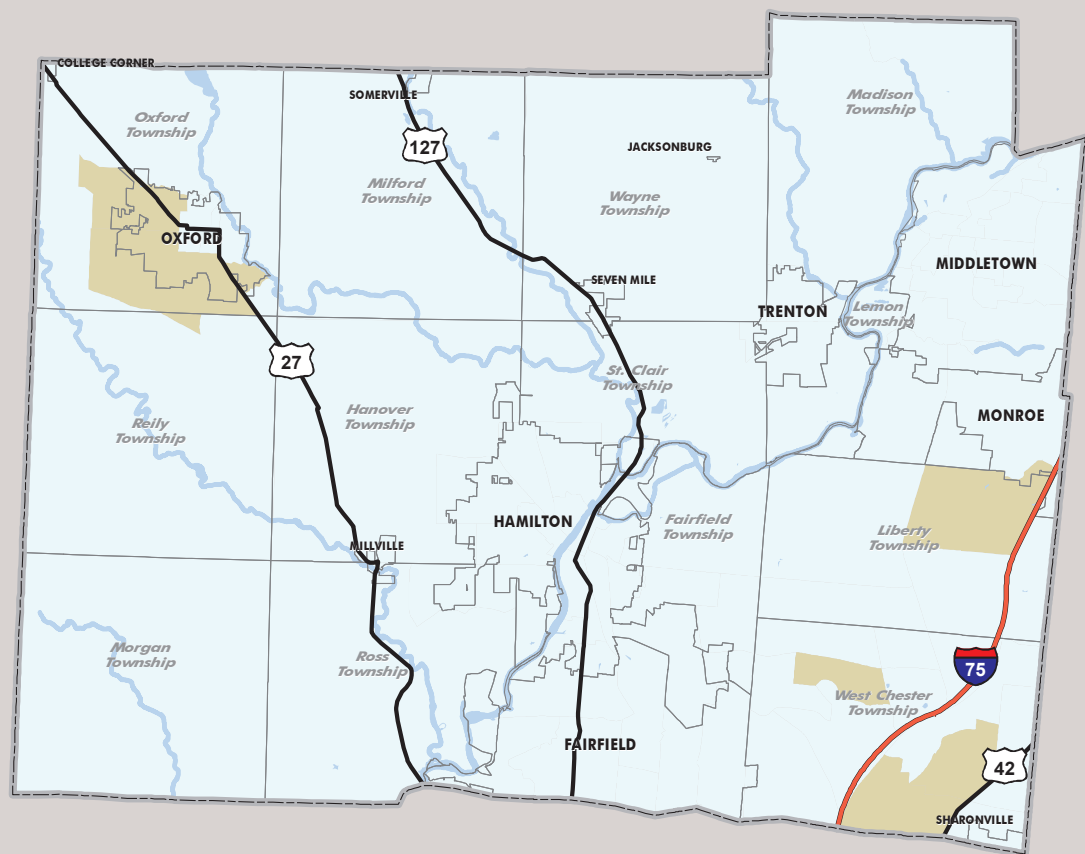 COLLEGE CORNER
SOMERVILLE
Madison
Township
Oxford
Township
127
JACKSONBURG
Milford
Township
Wayne
Township
OXFORD
MIDDLETOWN
SEVEN MILE
TRENTON
Lemon
Township
27
St. Clair
Township
Hanover
Township
Reily
Township
MONROE
HAMILTON
Fairfield
Township
Liberty
Township
MILLVILLE
Morgan
Township
Ross
Township
75
West Chester
Township
FAIRFIELD
42
SHARONVILLE